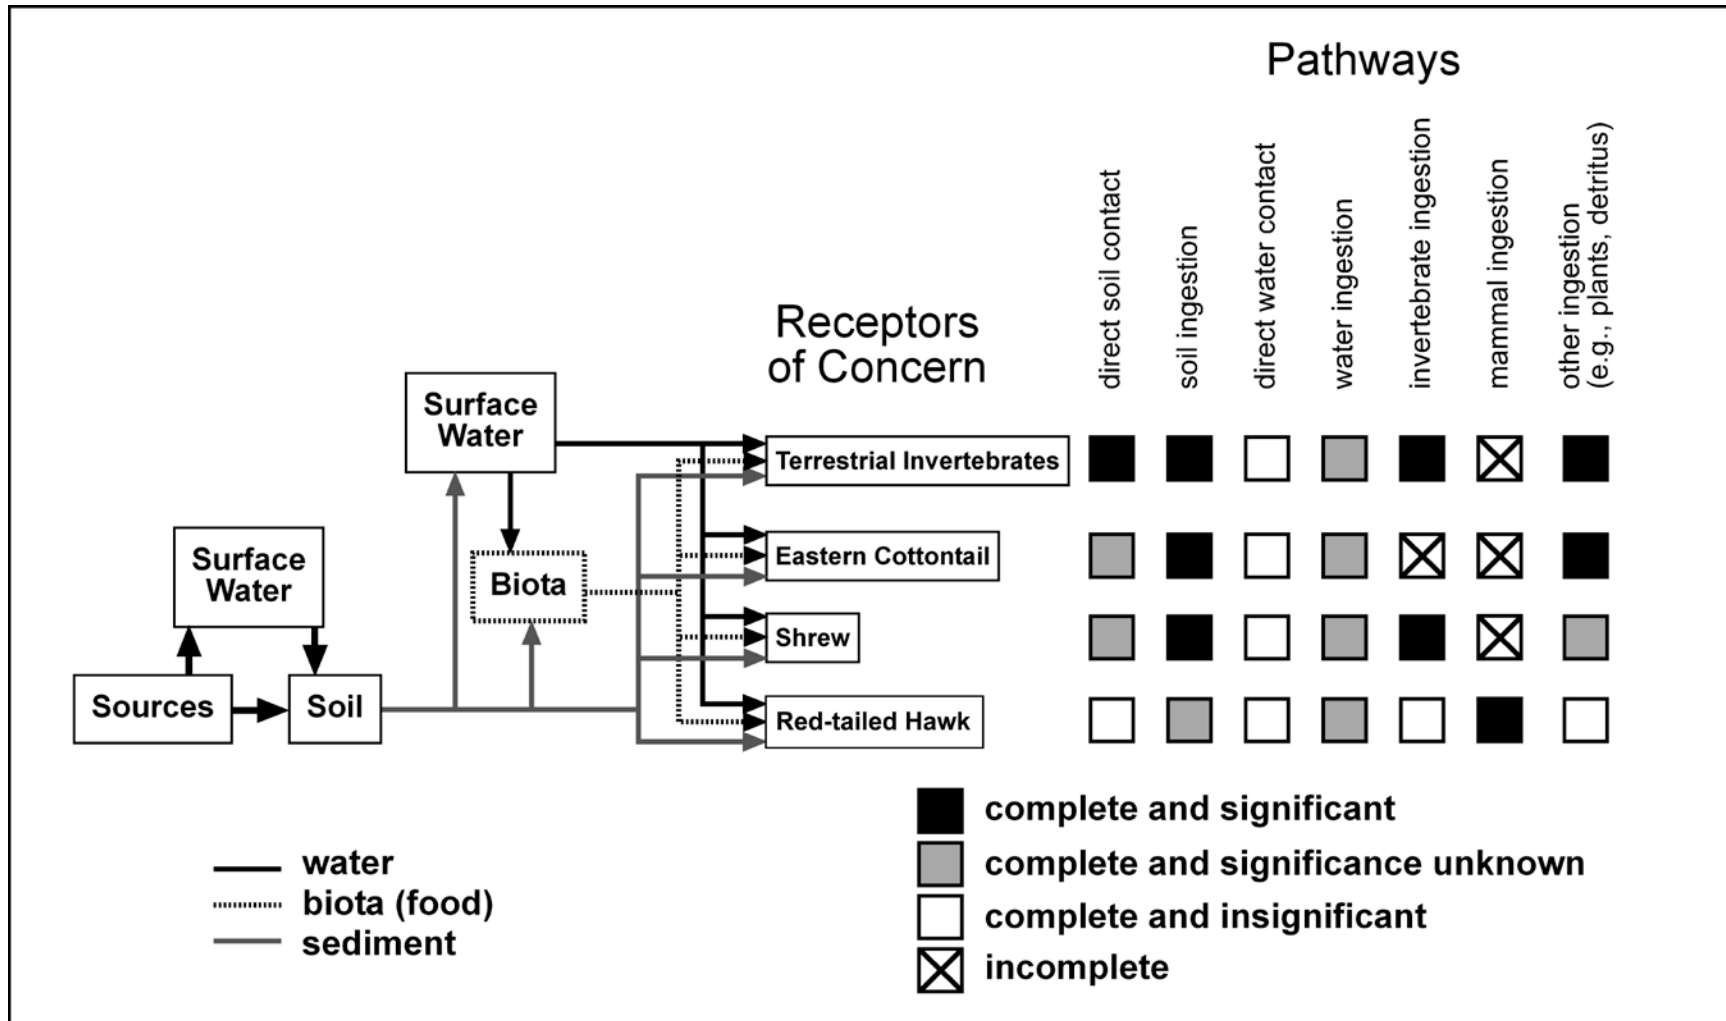 Pathways
direct soil contact
soil ingestion
direct water contact
water ingestion
invertebrate ingestion
mammal ingestion
other ingestion
(e.g., plants, detritus)
Receptors
of Concern
Surface
Water
Terrestrial Invertebrates
Surface
Water
Biota
Eastern Cottontail
Shrew
Sources
Soil
Red-tailed Hawk
water
biota (food)
sediment
complete and significant
complete and significance unknown
complete and insignificant
incomplete